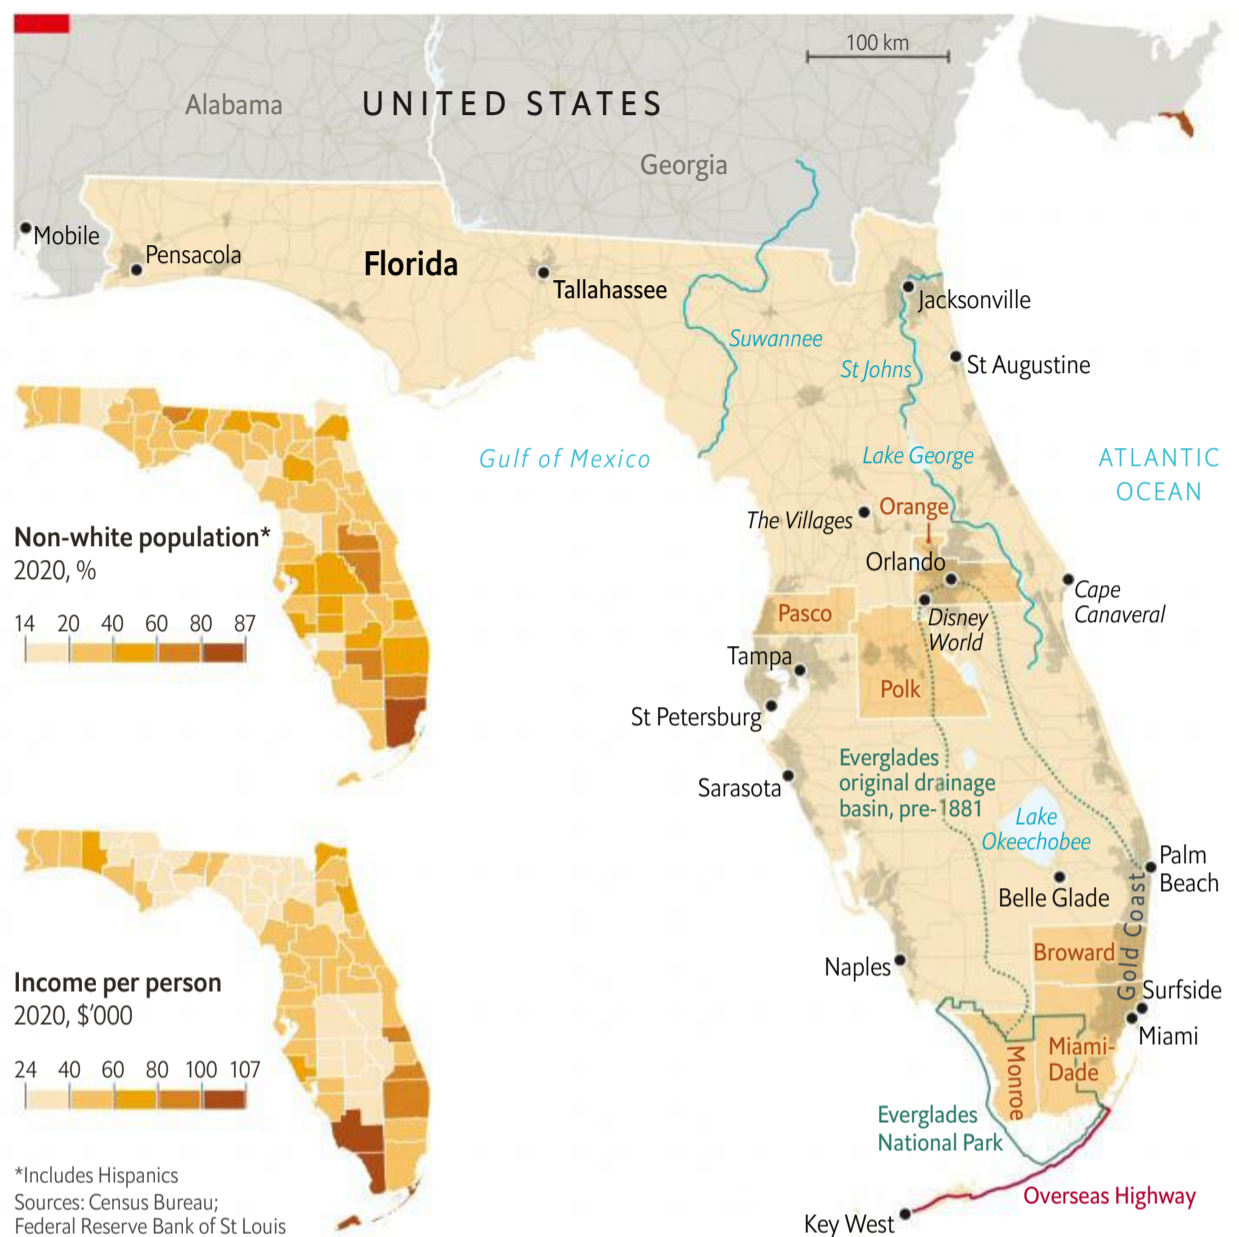 100 km
Alabama
UNITED STATES
Georgia
Mobile
Pensacola
Florida
Tallahassee
Jacksonville
Suwannee
St Johns
St Augustine
Gulf of Mexico
Lake George
ATLANTIC
OCEAN
The Villages
Orange
Orlando
Cape
Canaveral
Pasco
Disney
World
Tampa
Polk
St Petersburg
Everglades
original drainage
basin, pre-1881
Sarasota
Lake
Okeechobee
Palm
Beach
Belle Glade
Gold Coast
Broward
Naples
Surfside
Miami
Miami-
Dade
Monroe
Everglades
National Park
Overseas Highway
Key West
Non-white population*
2020, %
14 20 40 60 80 87
Income per person
2020, $'000
24 40 60 80 100 107
*Includes Hispanics
Sources: Census Bureau;
Federal Reserve Bank of St Louis